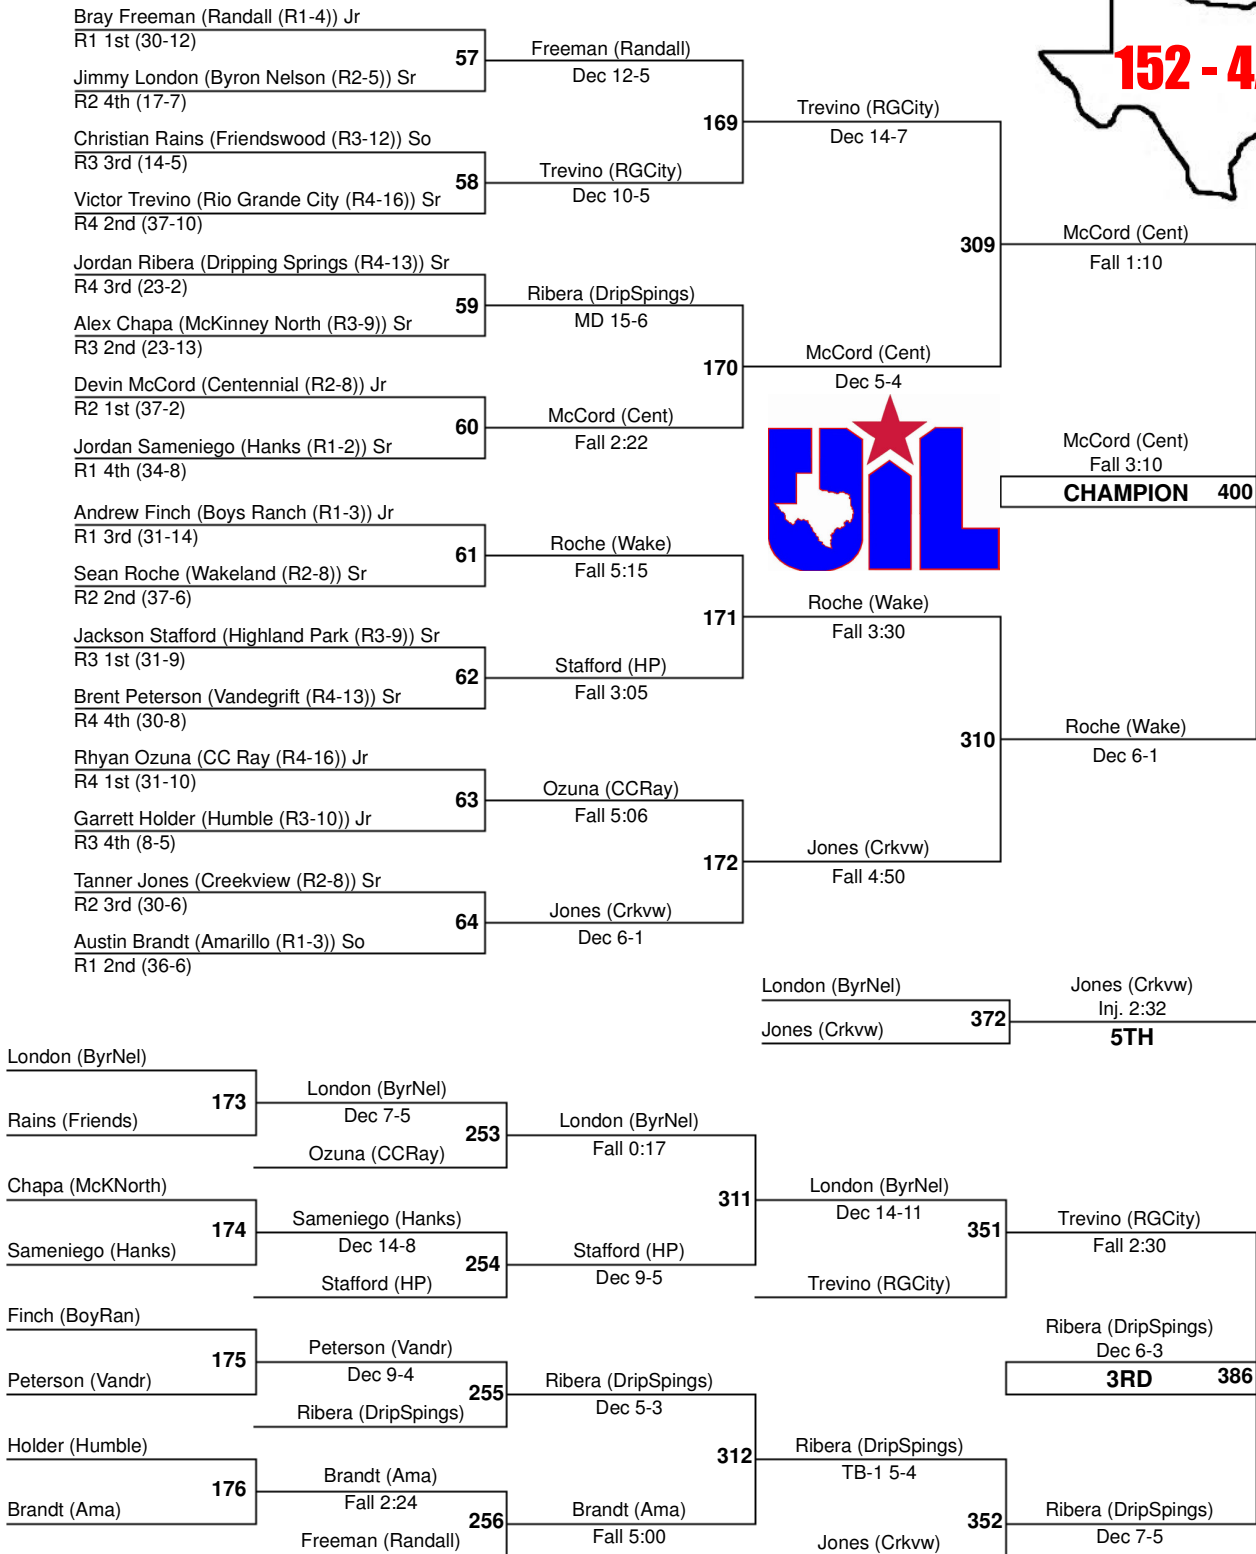 Bray Freeman (Randall (R1-4)) Jr
R1 1st (30-12)
57
Jimmy London (Byron Nelson (R2-5)) Sr
R2 4th (17-7)
Christian Rains (Friendswood (R3-12)) So
R3 3rd (14-5)
58
Victor Trevino (Rio Grande City (R4-16)) Sr
R4 2nd (37-10)
Jordan Ribera (Dripping Springs (R4-13)) Sr
R4 3rd (23-2)
59
Alex Chapa (McKinney North (R3-9)) Sr
R3 2nd (23-13)
Devin McCord (Centennial (R2-8)) Jr
R2 1st (37-2)
60
Jordan Sameniego (Hanks (R1-2)) Sr
R1 4th (34-8)
Andrew Finch (Boys Ranch (R1-3)) Jr
R1 3rd (31-14)
61
Sean Roche (Wakeland (R2-8)) Sr
R2 2nd (37-6)
Jackson Stafford (Highland Park (R3-9)) Sr
R3 1st (31-9)
62
Brent Peterson (Vandegrift (R4-13)) Sr
R4 4th (30-8)
Rhyan Ozuna (CC Ray (R4-16)) Jr
R4 1st (31-10)
63
Garrett Holder (Humble (R3-10)) Jr
R3 4th (8-5)
Tanner Jones (Creekview (R2-8)) Sr
R2 3rd (30-6)
64
Austin Brandt (Amarillo (R1-3)) So
R1 2nd (36-6)
Freeman (Randall)
Dec 12-5
169
Trevino (RGCity)
Dec 10-5
Ribera (DripSpings)
MD 15-6
170
McCord (Cent)
Fall 2:22
Roche (Wake)
Fall 5:15
171
Stafford (HP)
Fall 3:05
Ozuna (CCRay)
Fall 5:06
172
Jones (Crkvw)
Dec 6-1
152 - 4
Trevino (RGCity)
Dec 14-7
309
McCord (Cent)
Dec 5-4
UIL
Roche (Wake)
Fall 3:30
310
Jones (Crkvw)
Fall 4:50
McCord (Cent)
Fall 1:10
McCord (Cent)
Fall 3:10
CHAMPION 400
Roche (Wake)
Dec 6-1
London (ByrNel)
372
Jones (Crkvw)
Jones (Crkvw)
Inj. 2:32
5TH
London (ByrNel)
173
Rains (Friends)
Chapa (McKNorth)
174
Sameniego (Hanks)
Finch (BoyRan)
175
Peterson (Vandr)
Holder (Humble)
176
Brandt (Ama)
London (ByrNel)
Dec 7-5
253
Ozuna (CCRay)
Sameniego (Hanks)
Dec 14-8
254
Stafford (HP)
Peterson (Vandr)
Dec 9-4
255
Ribera (DripSpings)
Brandt (Ama)
Fall 2:24
256
Freeman (Randall)
London (ByrNel)
Fall 0:17
311
Stafford (HP)
Dec 9-5
Ribera (DripSpings)
Dec 5-3
312
Brandt (Ama)
Fall 5:00
London (ByrNel)
Dec 14-11
351
Trevino (RGCity)
Ribera (DripSpings)
TB-1 5-4
352
Jones (Crkvw)
Trevino (RGCity)
Fall 2:30
Ribera (DripSpings)
Dec 6-3
3RD 386
Ribera (DripSpings)
Dec 7-5